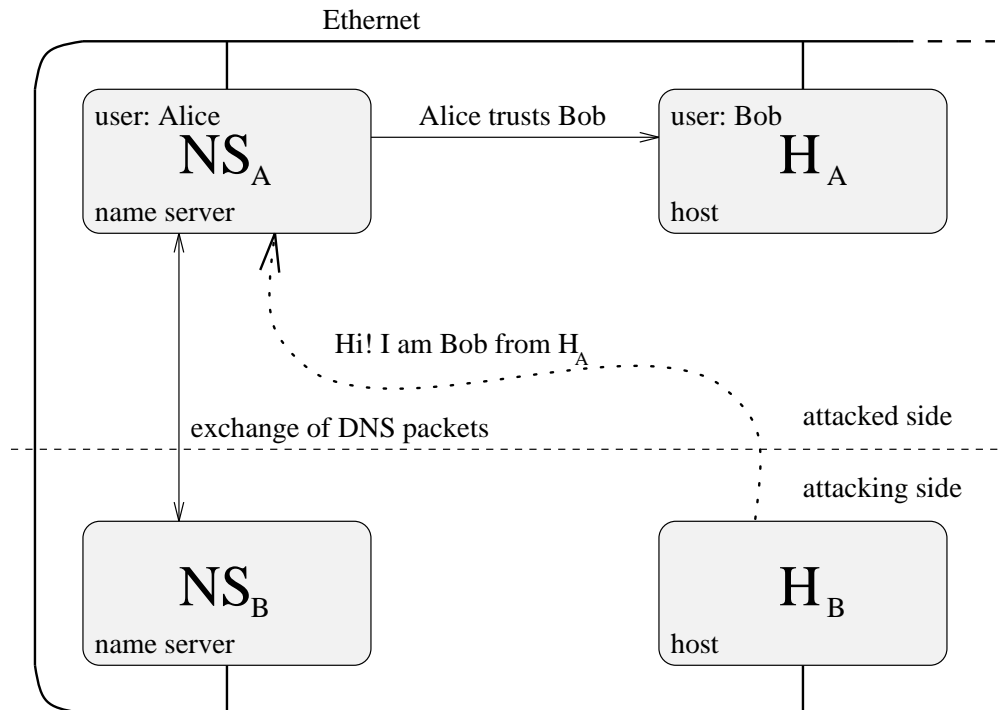 Ethernet
user: Alice
NS_A
name server
Alice trusts Bob
user: Bob
H_A
host
Hi! I am Bob from H_A
exchange of DNS packets
attacked side
attacking side
NS_B
name server
H_B
host